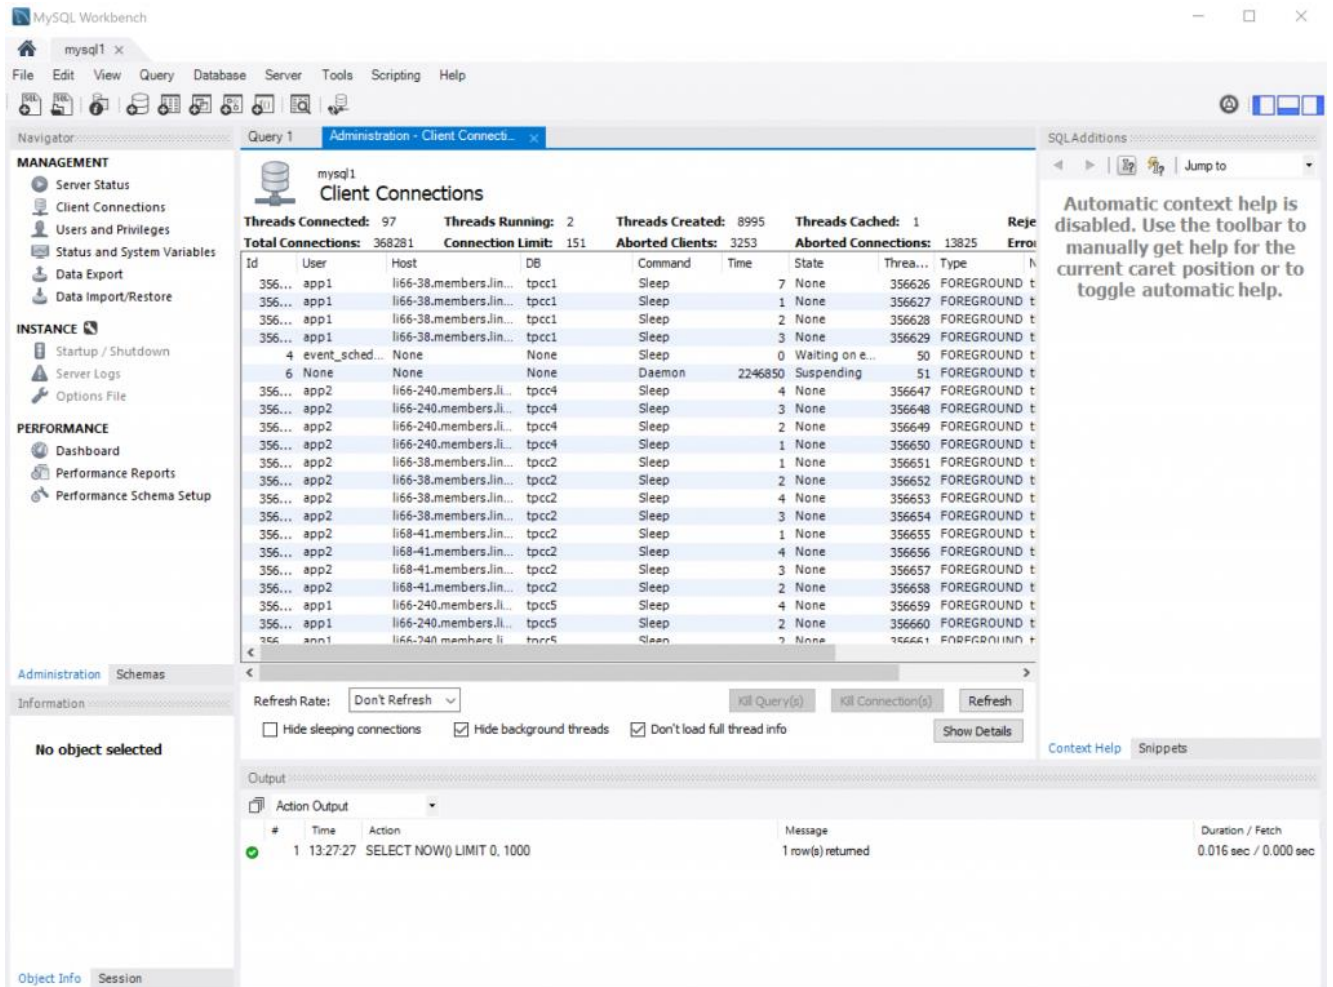 MySQL Workbench
mysql1
File Edit View Query Database Server Tools Scripting Help
Navigator
MANAGEMENT
Server Status
Client Connections
Users and Privileges
Status and System Variables
Data Export
Data Import/Restore
INSTANCE
Startup / Shutdown
Server Logs
Options File
PERFORMANCE
Dashboard
Performance Reports
Performance Schema Setup
Administration Schemas
Information
No object selected
Object Info Session
Query 1 Administration - Client Connecti...
mysql1
Client Connections
Threads Connected: 97 Threads Running: 2 Threads Created: 8995 Threads Cached: 1 Reje
Total Connections: 368281 Connection Limit: 151 Aborted Clients: 3253 Aborted Connections: 13825 Error
Id User Host DB Command Time State Threa... Type N
356... app1 li66-38.members.lin... tpcc1 Sleep 7 None 356626 FOREGROUND t
356... app1 li66-38.members.lin... tpcc1 Sleep 1 None 356627 FOREGROUND t
356... app1 li66-38.members.lin... tpcc1 Sleep 2 None 356628 FOREGROUND t
356... app1 li66-38.members.lin... tpcc1 Sleep 3 None 356629 FOREGROUND t
4 event_sched... None None Sleep 0 Waiting on e... 50 FOREGROUND t
6 None None None Daemon 2246850 Suspending 51 FOREGROUND t
356... app2 li66-240.members.li... tpcc4 Sleep 4 None 356647 FOREGROUND t
356... app2 li66-240.members.li... tpcc4 Sleep 3 None 356648 FOREGROUND t
356... app2 li66-240.members.li... tpcc4 Sleep 2 None 356649 FOREGROUND t
356... app2 li66-240.members.li... tpcc4 Sleep 1 None 356650 FOREGROUND t
356... app2 li66-38.members.lin... tpcc2 Sleep 1 None 356651 FOREGROUND t
356... app2 li66-38.members.lin... tpcc2 Sleep 2 None 356652 FOREGROUND t
356... app2 li66-38.members.lin... tpcc2 Sleep 4 None 356653 FOREGROUND t
356... app2 li66-38.members.lin... tpcc2 Sleep 3 None 356654 FOREGROUND t
356... app2 li68-41.members.lin... tpcc2 Sleep 1 None 356655 FOREGROUND t
356... app2 li68-41.members.lin... tpcc2 Sleep 4 None 356656 FOREGROUND t
356... app2 li68-41.members.lin... tpcc2 Sleep 3 None 356657 FOREGROUND t
356... app2 li68-41.members.lin... tpcc2 Sleep 2 None 356658 FOREGROUND t
356... app1 li66-240.members.li... tpcc5 Sleep 4 None 356659 FOREGROUND t
356... app1 li66-240.members.li... tpcc5 Sleep 2 None 356660 FOREGROUND t
356 app1 li66-240 members li tpcc5 Sleep 2 None 356661 FOREGROUND t
Refresh Rate: Don't Refresh Kill Query(s) Kill Connection(s) Refresh
Hide sleeping connections Hide background threads Don't load full thread info Show Details
SQLAdditions
Jump to
Automatic context help is
disabled. Use the toolbar to
manually get help for the
current caret position or to
toggle automatic help.
Context Help Snippets
Output
Action Output
# Time Action Message Duration / Fetch
1 13:27:27 SELECT NOW() LIMIT 0, 1000 1 row(s) returned 0.016 sec / 0.000 sec